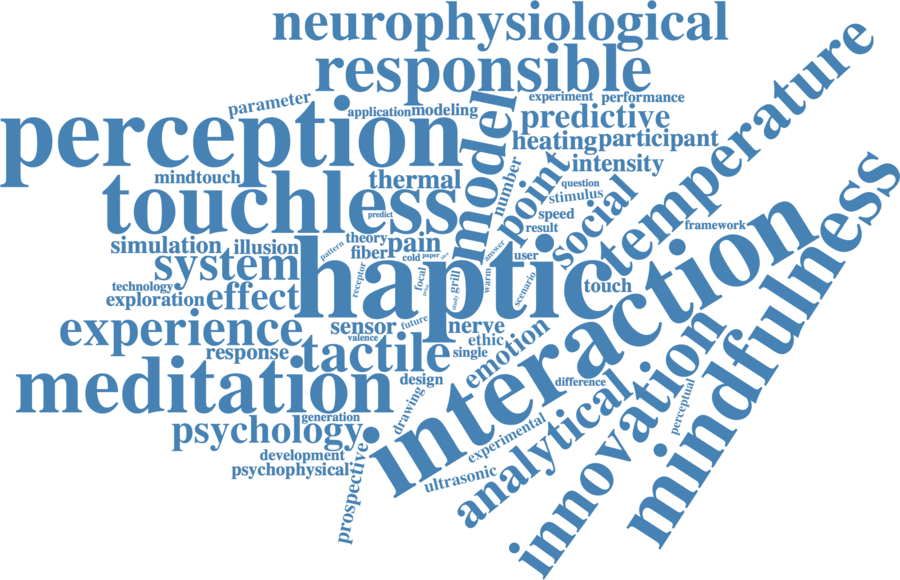 neurophysiological
responsible
temperature
parameter
experiment
performance
application
modeling
model
predictive
perception
heating
participant
mindtouch
thermal
number
point
intensity
question
stimulus
touchless
predict
speed
social
result
framework
simulation
illusion
pattern
theory
pain
fiber
cold
paper
answer
user
system
haptic
interaction
mindfulness
technology
exploration
effect
receptor
focal
grill
warm
scenario
touch
study
experience
sensor
future
nerve
valence
ethic
emotion
response
tactile
single
innovation
meditation
design
difference
drawing
perceptual
generation
psychology
experimental
analytical
development
psychophysical
ultrasonic
prospective